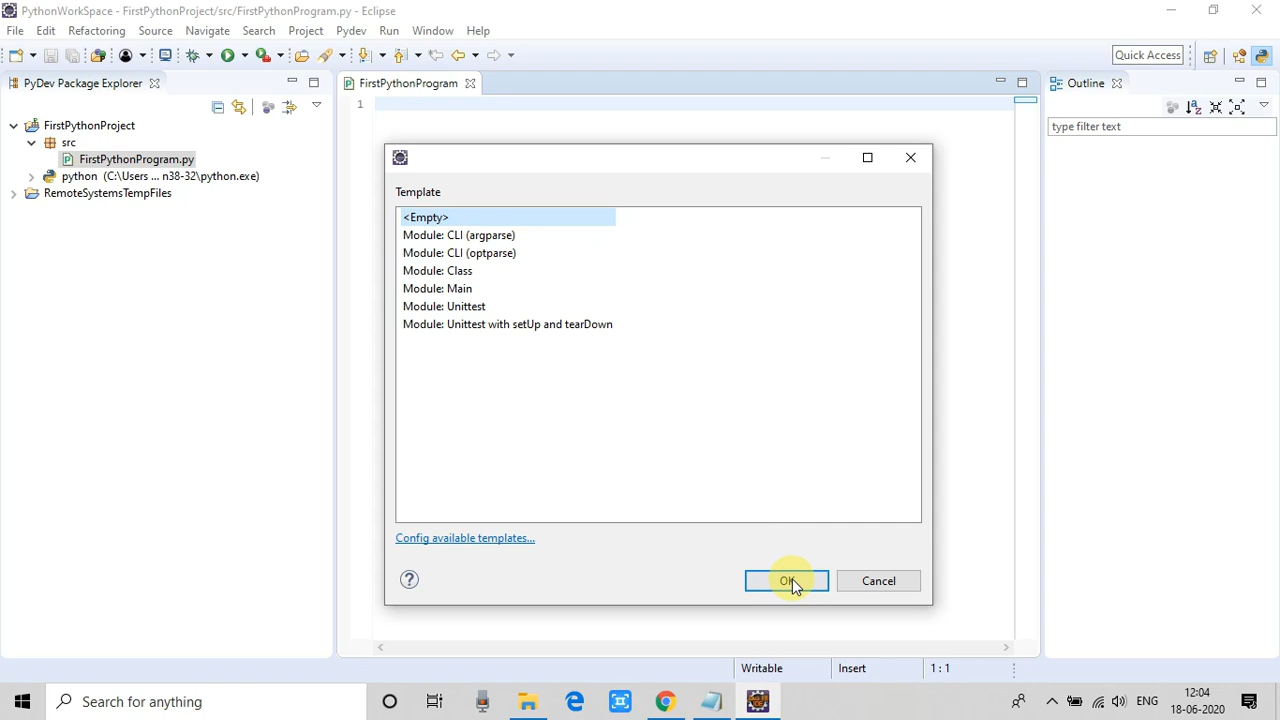 PythonWorkSpace - FirstPythonProject/src/FirstPythonProgram.py - Eclipse
File Edit Refactoring Source Navigate Search Project Pydev Run Window Help
Quick Access
PyDev Package Explorer
FirstPythonProgram
Outline
1
type filter text
FirstPythonProject
src
FirstPythonProgram.py
python (C:\Users ... n38-32\python.exe)
RemoteSystemsTempFiles
Template
<Empty>
Module: CLI (argparse)
Module: CLI (optparse)
Module: Class
Module: Main
Module: Unittest
Module: Unittest with setUp and tearDown
Config available templates...
? OK Cancel
Writable Insert 1 : 1
Search for anything
ENG
12:04
18-06-2020